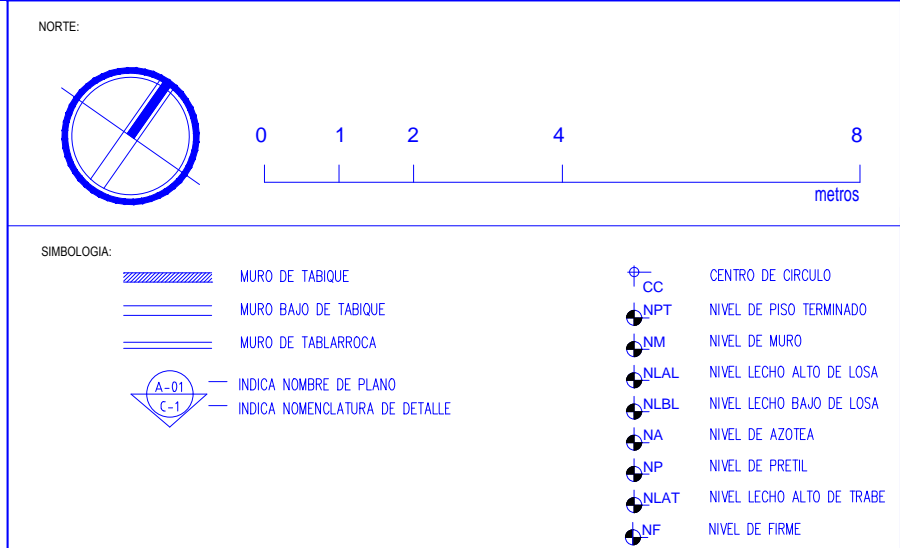 NORTE:
0 1 2 4 8
metros
SIMBOLOGIA:
MURO DE TABIQUE
MURO BAJO DE TABIQUE
MURO DE TABLARROCA
A-01 INDICA NOMBRE DE PLANO
C-1 INDICA NOMENCLATURA DE DETALLE
CC CENTRO DE CIRCULO
NPT NIVEL DE PISO TERMINADO
NM NIVEL DE MURO
NLAL NIVEL LECHO ALTO DE LOSA
NLBL NIVEL LECHO BAJO DE LOSA
NA NIVEL DE AZOTEA
NP NIVEL DE PRETIL
NLAT NIVEL LECHO ALTO DE TRABE
NF NIVEL DE FIRME